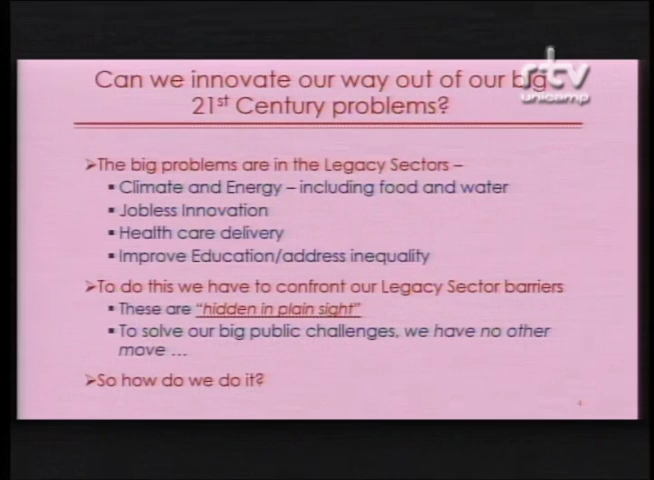 Can we innovate our way out of our big
21st Century problems?
rtv
unicamp
➢The big problems are in the Legacy Sectors –
▪ Climate and Energy – including food and water
▪ Jobless Innovation
▪ Health care delivery
▪ Improve Education/address inequality
➢To do this we have to confront our Legacy Sector barriers
▪ These are "hidden in plain sight"
▪ To solve our big public challenges, we have no other
move …
➢So how do we do it?
4